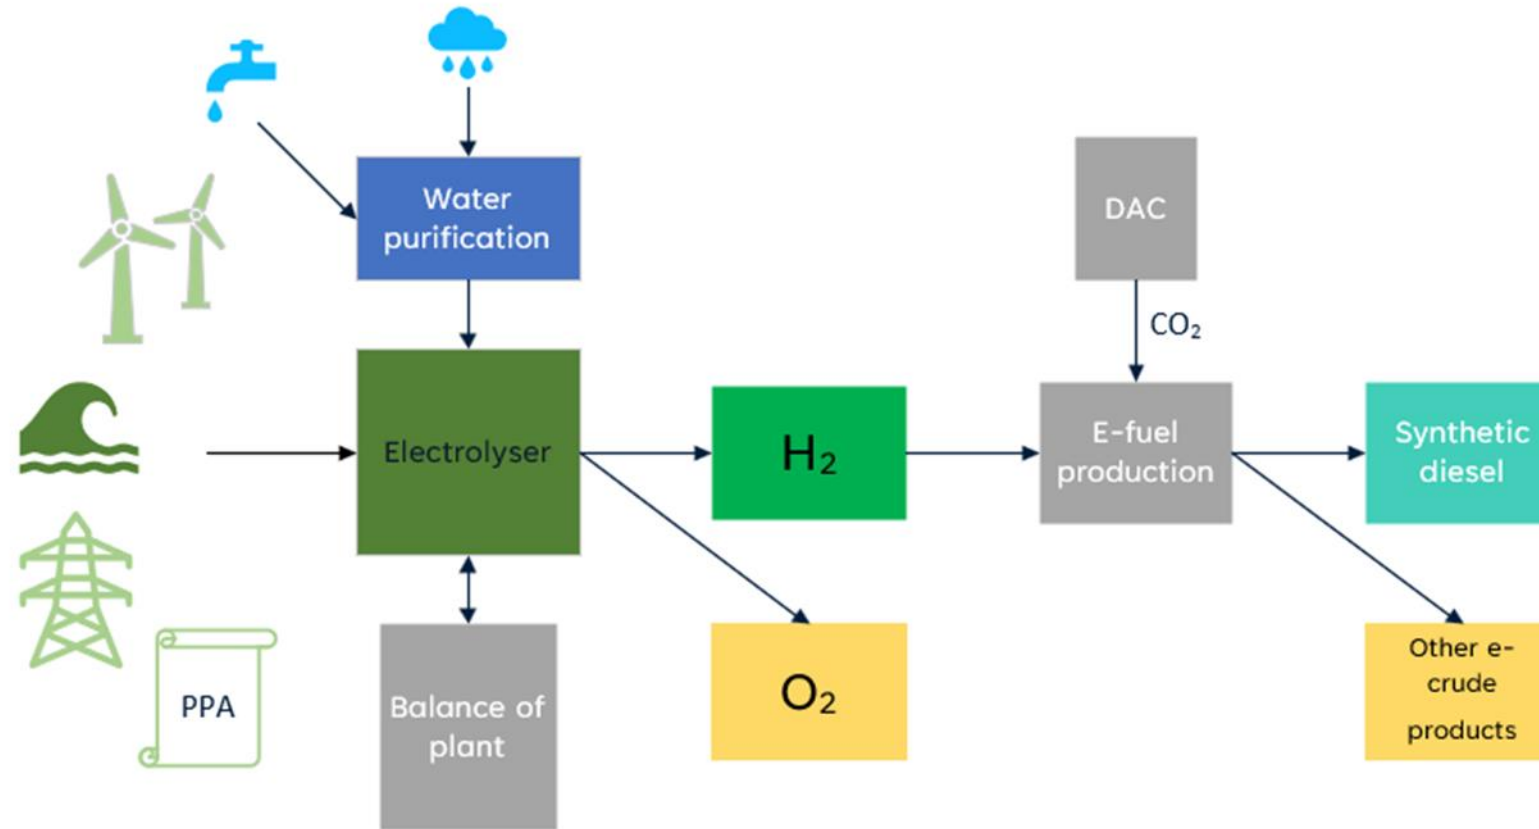 Water
purification
DAC
CO₂
Electrolyser
H₂
E-fuel
production
Synthetic
diesel
PPA
Balance of
plant
O₂
Other e-
crude
products